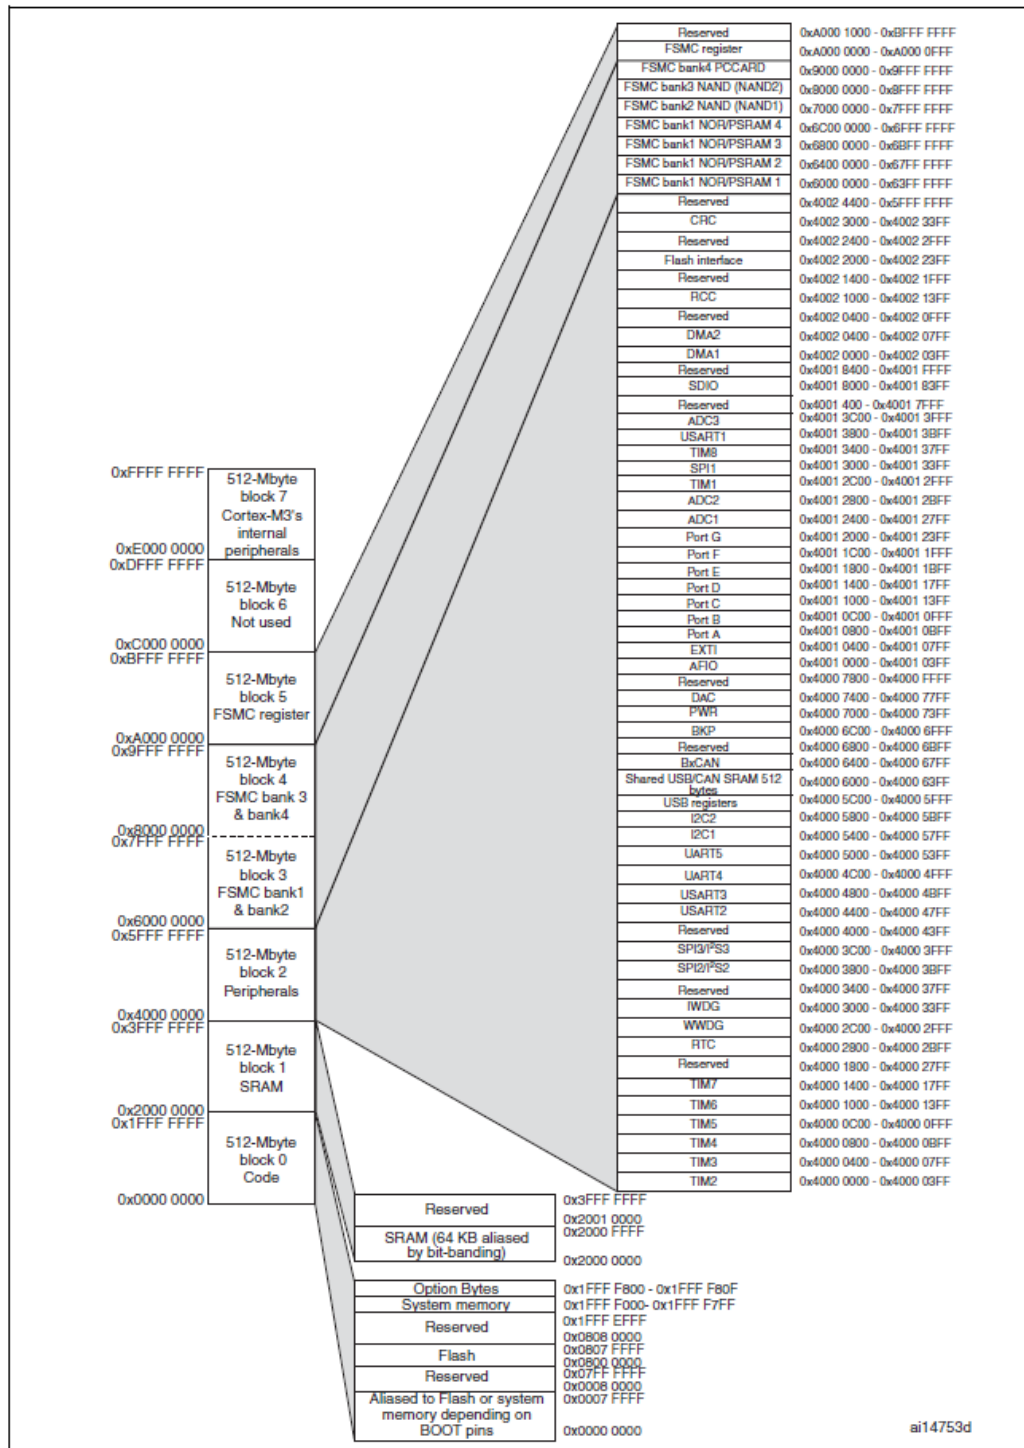 Reserved 0xA000 1000 - 0xBFFF FFFF
FSMC register 0xA000 0000 - 0xA000 0FFF
FSMC bank4 PCCARD 0x9000 0000 - 0x9FFF FFFF
FSMC bank3 NAND (NAND2) 0x8000 0000 - 0x8FFF FFFF
FSMC bank2 NAND (NAND1) 0x7000 0000 - 0x7FFF FFFF
FSMC bank1 NOR/PSRAM 4 0x6C00 0000 - 0x6FFF FFFF
FSMC bank1 NOR/PSRAM 3 0x6800 0000 - 0x6BFF FFFF
FSMC bank1 NOR/PSRAM 2 0x6400 0000 - 0x67FF FFFF
FSMC bank1 NOR/PSRAM 1 0x6000 0000 - 0x63FF FFFF
Reserved 0x4002 4400 - 0x5FFF FFFF
CRC 0x4002 3000 - 0x4002 33FF
Reserved 0x4002 2400 - 0x4002 2FFF
Flash interface 0x4002 2000 - 0x4002 23FF
Reserved 0x4002 1400 - 0x4002 1FFF
RCC 0x4002 1000 - 0x4002 13FF
Reserved 0x4002 0400 - 0x4002 0FFF
DMA2 0x4002 0400 - 0x4002 07FF
DMA1 0x4002 0000 - 0x4002 03FF
Reserved 0x4001 8400 - 0x4001 FFFF
SDIO 0x4001 8000 - 0x4001 83FF
Reserved 0x4001 400 - 0x4001 7FFF
ADC3 0x4001 3C00 - 0x4001 3FFF
USART1 0x4001 3800 - 0x4001 3BFF
TIM8 0x4001 3400 - 0x4001 37FF
SPI1 0x4001 3000 - 0x4001 33FF
TIM1 0x4001 2C00 - 0x4001 2FFF
ADC2 0x4001 2800 - 0x4001 2BFF
ADC1 0x4001 2400 - 0x4001 27FF
Port G 0x4001 2000 - 0x4001 23FF
Port F 0x4001 1C00 - 0x4001 1FFF
Port E 0x4001 1800 - 0x4001 1BFF
Port D 0x4001 1400 - 0x4001 17FF
Port C 0x4001 1000 - 0x4001 13FF
Port B 0x4001 0C00 - 0x4001 0FFF
Port A 0x4001 0800 - 0x4001 0BFF
EXTI 0x4001 0400 - 0x4001 07FF
AFIO 0x4001 0000 - 0x4001 03FF
Reserved 0x4000 7800 - 0x4000 FFFF
DAC 0x4000 7400 - 0x4000 77FF
PWR 0x4000 7000 - 0x4000 73FF
BKP 0x4000 6C00 - 0x4000 6FFF
Reserved 0x4000 6800 - 0x4000 6BFF
BxCAN 0x4000 6400 - 0x4000 67FF
Shared USB/CAN SRAM 512 0x4000 6000 - 0x4000 63FF
bytes
USB registers 0x4000 5C00 - 0x4000 5FFF
I2C2 0x4000 5800 - 0x4000 5BFF
I2C1 0x4000 5400 - 0x4000 57FF
UART5 0x4000 5000 - 0x4000 53FF
UART4 0x4000 4C00 - 0x4000 4FFF
USART3 0x4000 4800 - 0x4000 4BFF
USART2 0x4000 4400 - 0x4000 47FF
Reserved 0x4000 4000 - 0x4000 43FF
SPI3/I²S3 0x4000 3C00 - 0x4000 3FFF
SPI2/I²S2 0x4000 3800 - 0x4000 3BFF
Reserved 0x4000 3400 - 0x4000 37FF
IWDG 0x4000 3000 - 0x4000 33FF
WWDG 0x4000 2C00 - 0x4000 2FFF
RTC 0x4000 2800 - 0x4000 2BFF
Reserved 0x4000 1800 - 0x4000 27FF
TIM7 0x4000 1400 - 0x4000 17FF
TIM6 0x4000 1000 - 0x4000 13FF
TIM5 0x4000 0C00 - 0x4000 0FFF
TIM4 0x4000 0800 - 0x4000 0BFF
TIM3 0x4000 0400 - 0x4000 07FF
TIM2 0x4000 0000 - 0x4000 03FF
0xFFFF FFFF
512-Mbyte
block 7
Cortex-M3's
internal
peripherals
0xE000 0000
0xDFFF FFFF
512-Mbyte
block 6
Not used
0xC000 0000
0xBFFF FFFF
512-Mbyte
block 5
FSMC register
0xA000 0000
0x9FFF FFFF
512-Mbyte
block 4
FSMC bank 3
& bank4
0x8000 0000
0x7FFF FFFF
512-Mbyte
block 3
FSMC bank1
& bank2
0x6000 0000
0x5FFF FFFF
512-Mbyte
block 2
Peripherals
0x4000 0000
0x3FFF FFFF
512-Mbyte
block 1
SRAM
0x2000 0000
0x1FFF FFFF
512-Mbyte
block 0
Code
0x0000 0000
0x3FFF FFFF
Reserved
0x2001 0000
0x2000 FFFF
SRAM (64 KB aliased
by bit-banding)
0x2000 0000
Option Bytes 0x1FFF F800 - 0x1FFF F80F
System memory 0x1FFF F000- 0x1FFF F7FF
0x1FFF EFFF
Reserved
0x0808 0000
0x0807 FFFF
Flash
0x0800 0000
0x07FF FFFF
Reserved
0x0008 0000
0x0007 FFFF
Aliased to Flash or system
memory depending on
BOOT pins
0x0000 0000
ai14753d